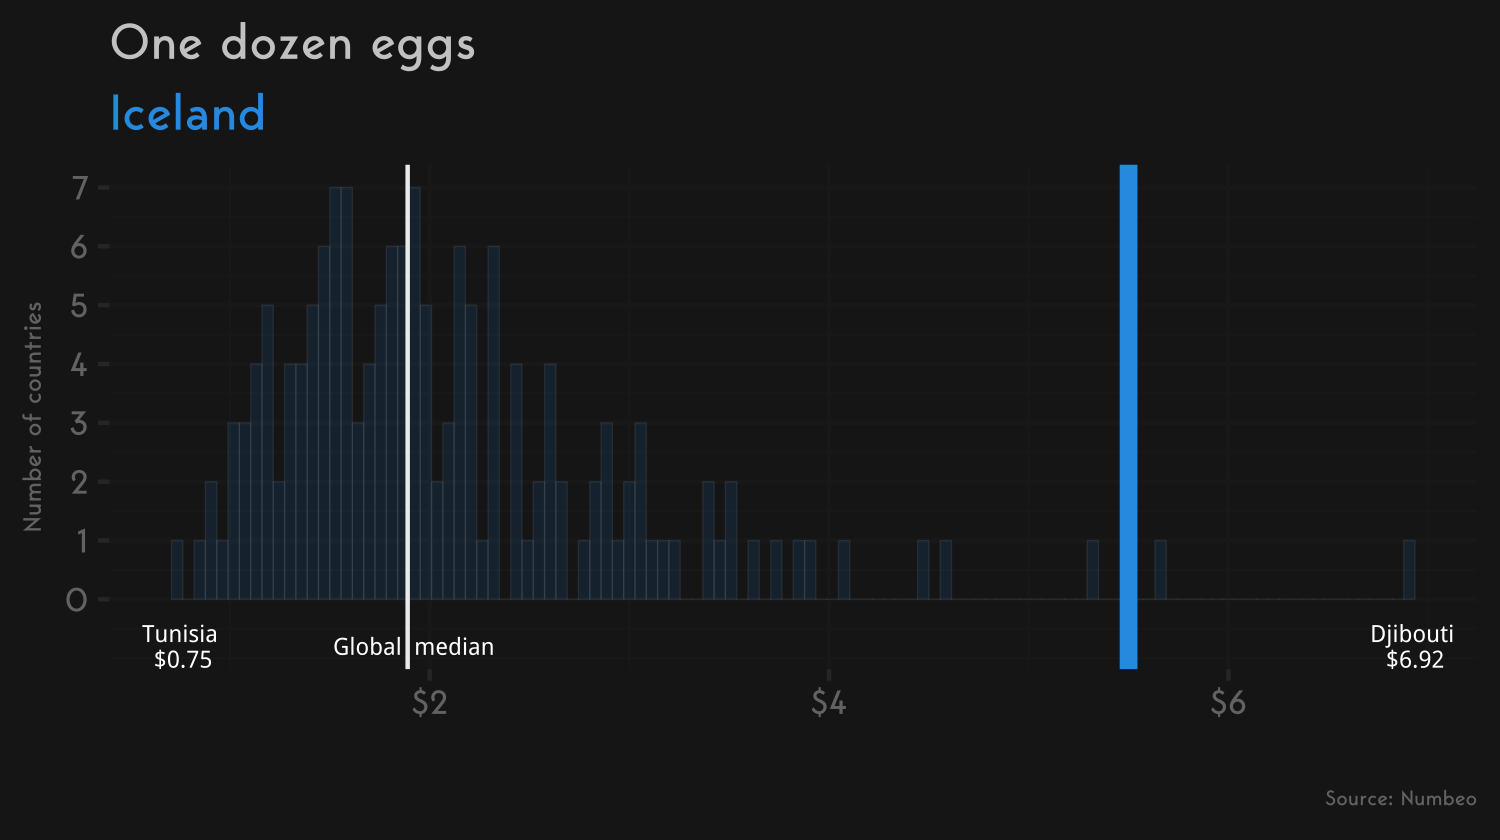 One dozen eggs
Iceland
Number of countries
7
6
5
4
3
2
1
0
Tunisia
$0.75
Global median
Djibouti
$6.92
$2
$4
$6
Source: Numbeo